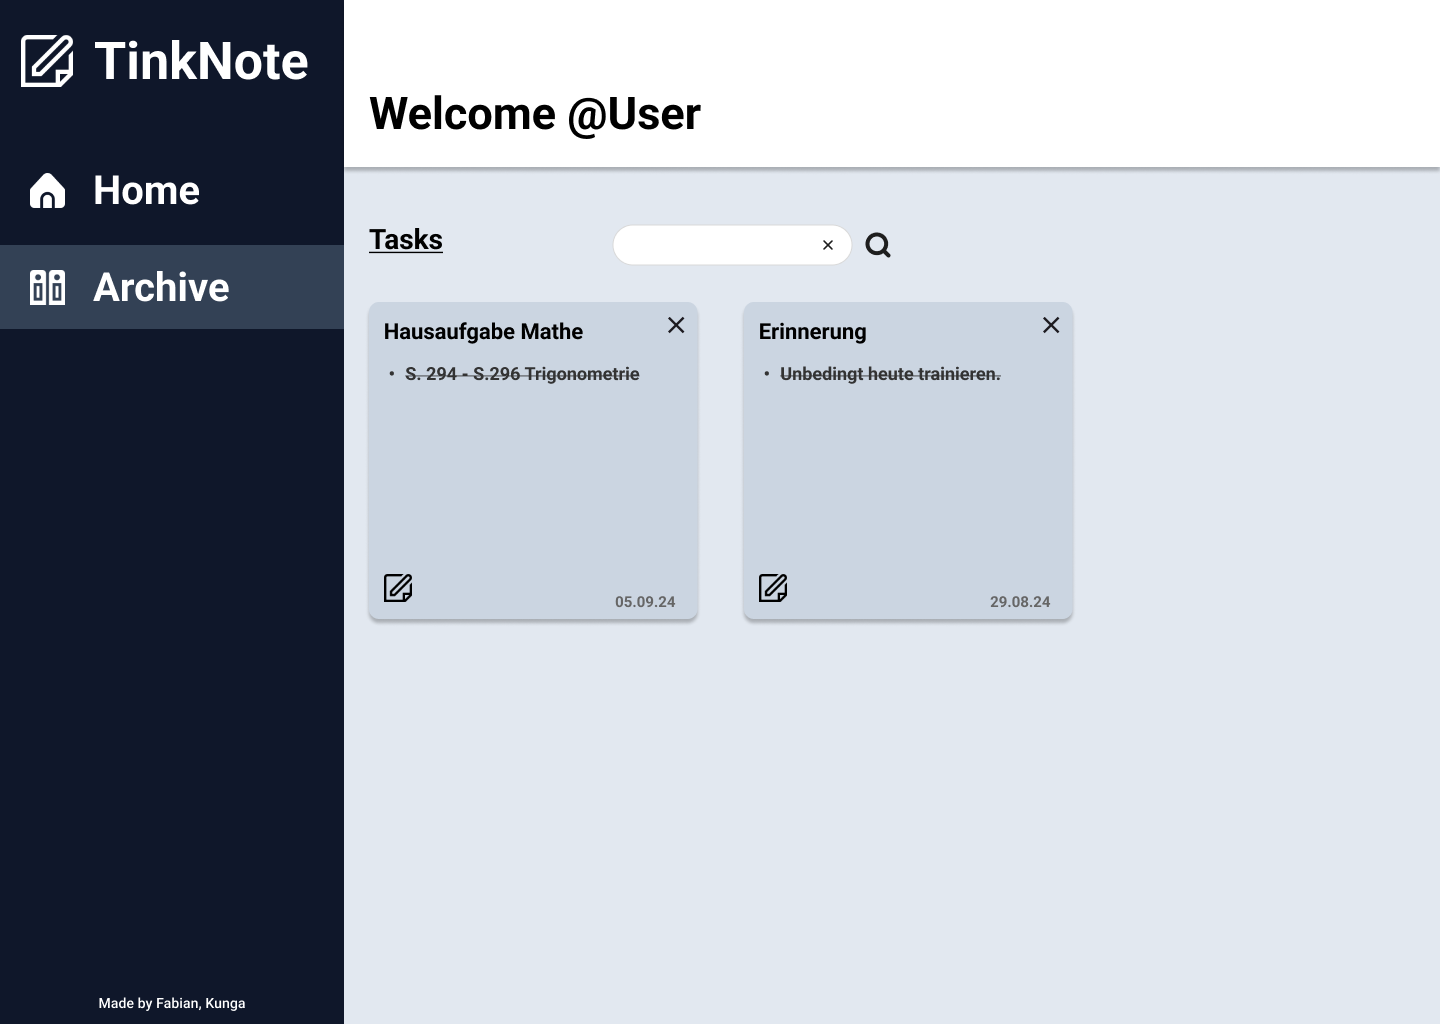 TinkNote
Welcome @User
Home
Archive
Tasks
Hausaufgabe Mathe
• S. 294 - S.296 Trigonometrie
05.09.24
Erinnerung
• Unbedingt heute trainieren.
29.08.24
Made by Fabian, Kunga